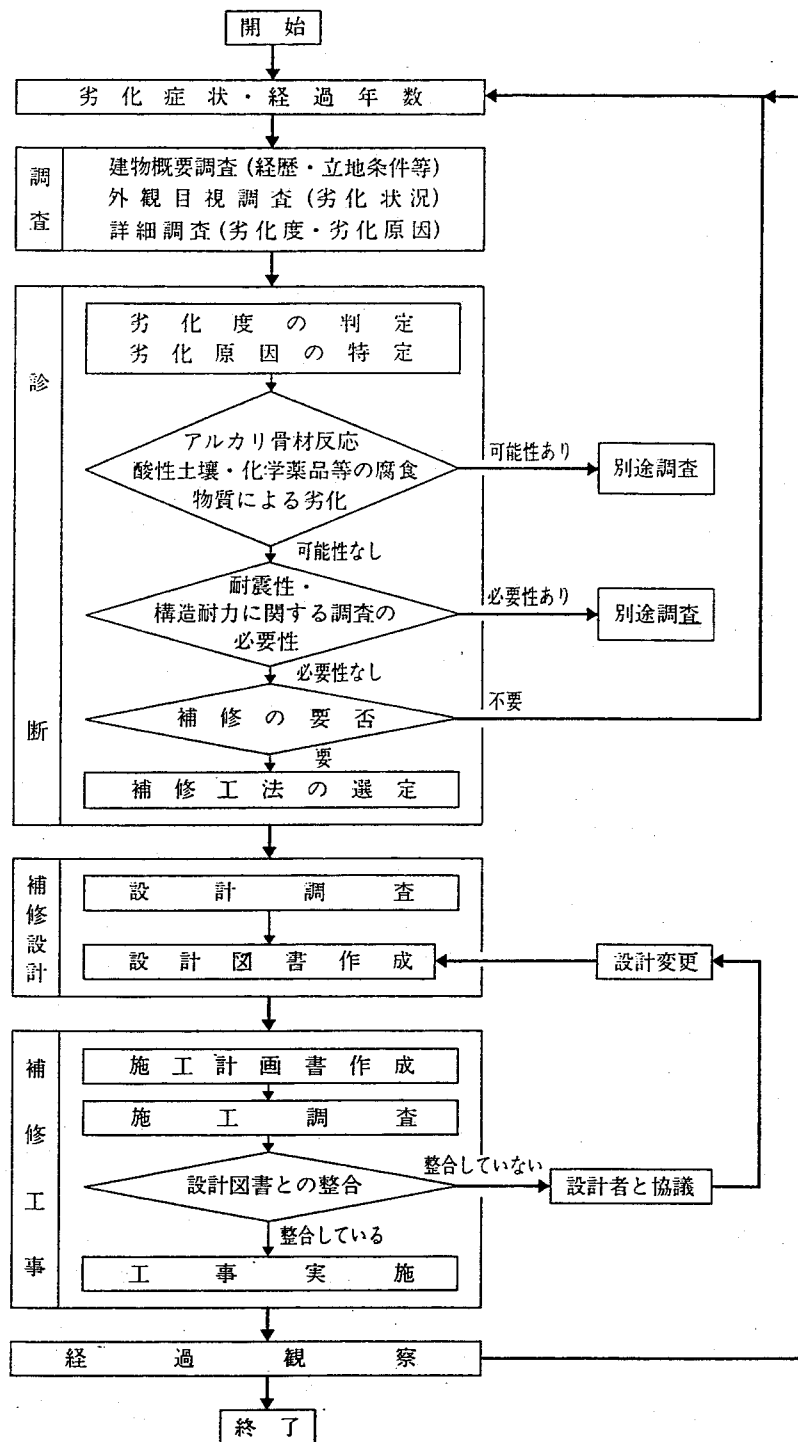 開始
劣化症状・経過年数
調査
建物概要調査(経歴・立地条件等)
外観目視調査(劣化状況)
詳細調査(劣化度・劣化原因)
診断
劣化度の判定
劣化原因の特定
アルカリ骨材反応
酸性土壌・化学薬品等の腐食
物質による劣化
可能性あり
別途調査
可能性なし
耐震性・
構造耐力に関する調査の
必要性
必要性あり
別途調査
必要性なし
補修の要否
不要
要
補修工法の選定
補修設計
設計調査
設計図書作成
設計変更
補修工事
施工計画書作成
施工調査
設計図書との整合
整合していない
設計者と協議
整合している
工事実施
経過観察
終了